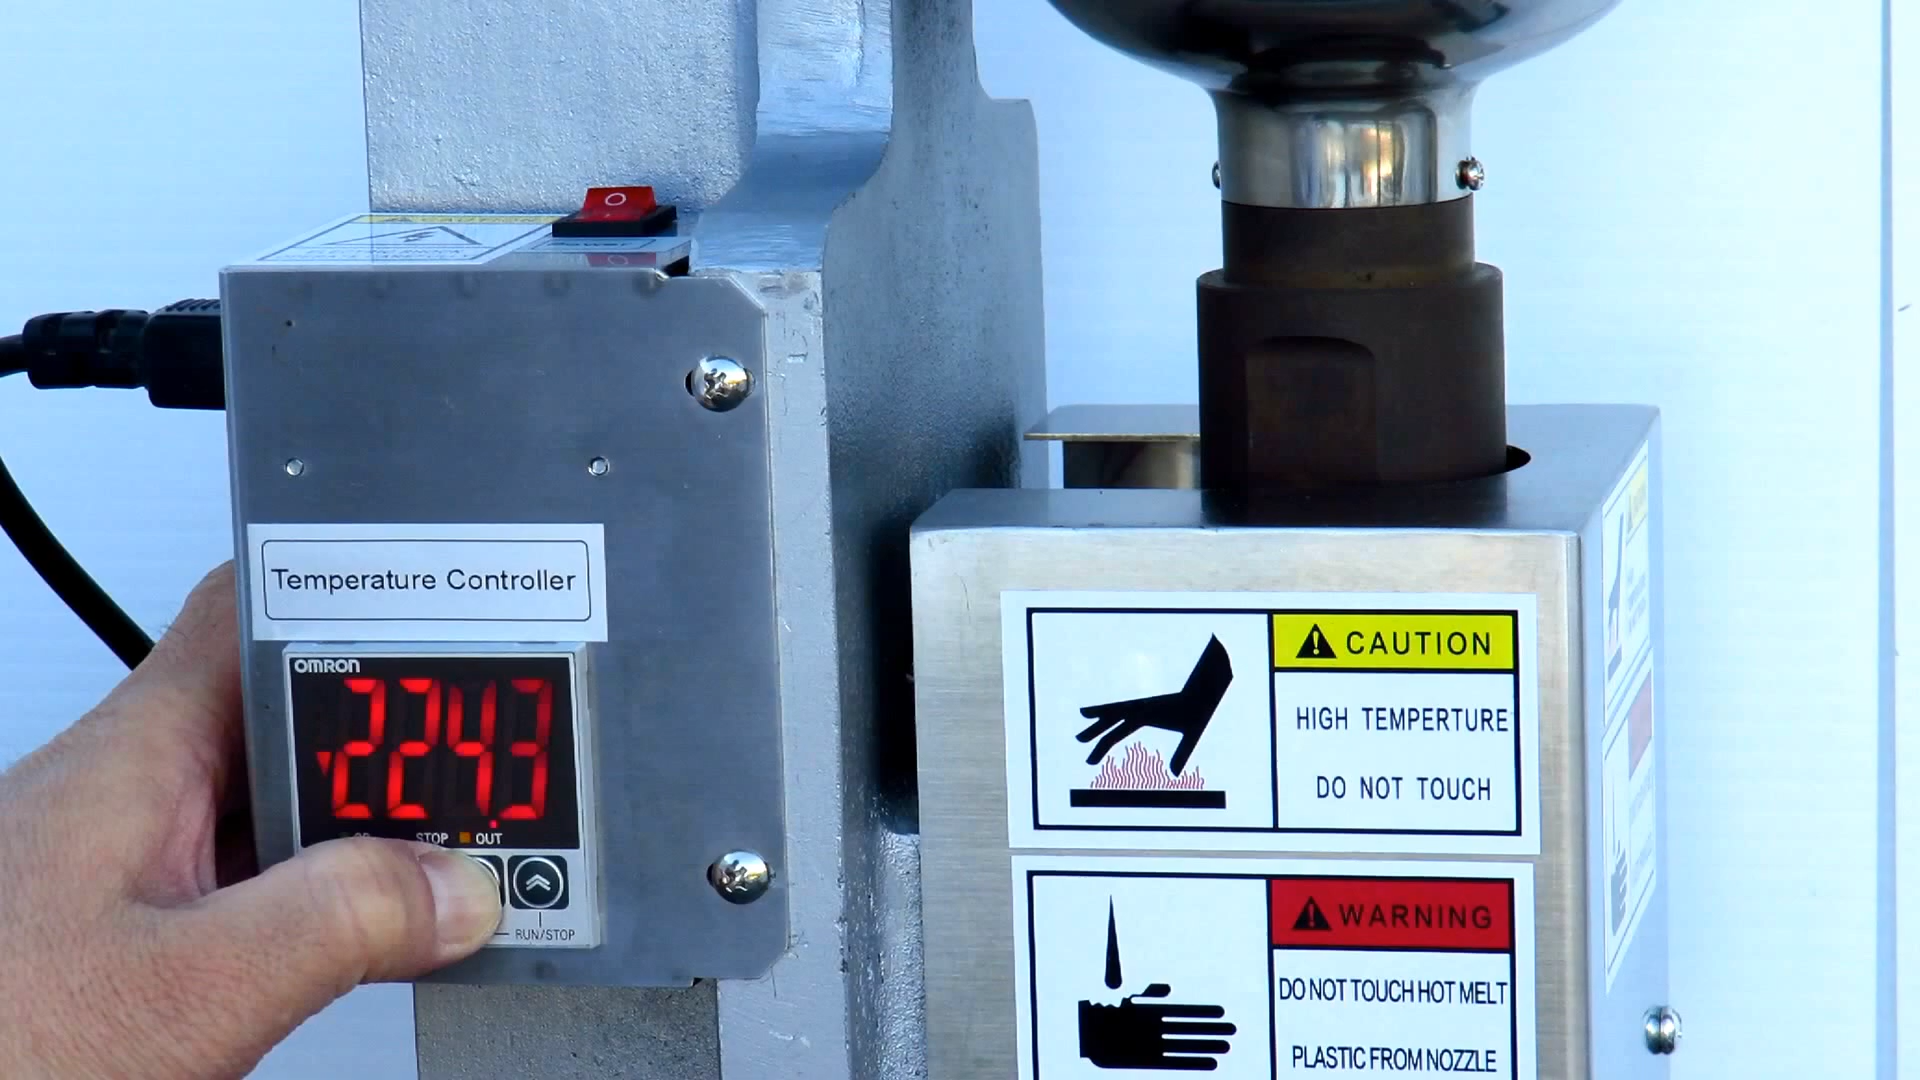 Power
Temperature Controller
OMRON
224.3
STOP OUT
RUN/STOP
CAUTION
HIGH TEMPERTURE
DO NOT TOUCH
WARNING
DO NOT TOUCH HOT MELT
PLASTIC FROM NOZZLE